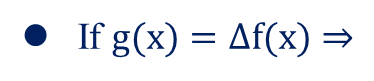 ● If g(x) = Δf(x) ⇒